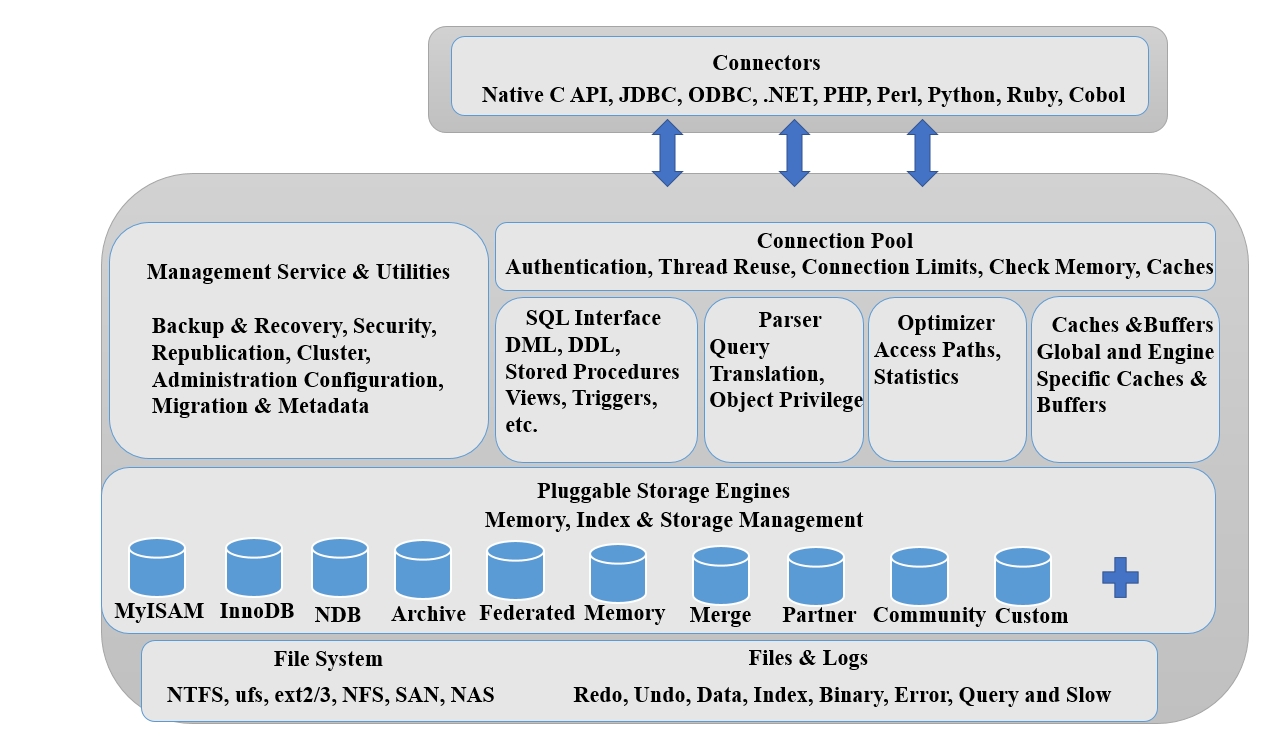 Connectors
Native C API, JDBC, ODBC, .NET, PHP, Perl, Python, Ruby, Cobol
Management Service & Utilities
Backup & Recovery, Security,
Republication, Cluster,
Administration Configuration,
Migration & Metadata
Connection Pool
Authentication, Thread Reuse, Connection Limits, Check Memory, Caches
SQL Interface
DML, DDL,
Stored Procedures
Views, Triggers,
etc.
Parser
Query
Translation,
Object Privilege
Optimizer
Access Paths,
Statistics
Caches &Buffers
Global and Engine
Specific Caches &
Buffers
Pluggable Storage Engines
Memory, Index & Storage Management
MyISAM
InnoDB
NDB
Archive
Federated
Memory
Merge
Partner
Community
Custom
File System
NTFS, ufs, ext2/3, NFS, SAN, NAS
Files & Logs
Redo, Undo, Data, Index, Binary, Error, Query and Slow